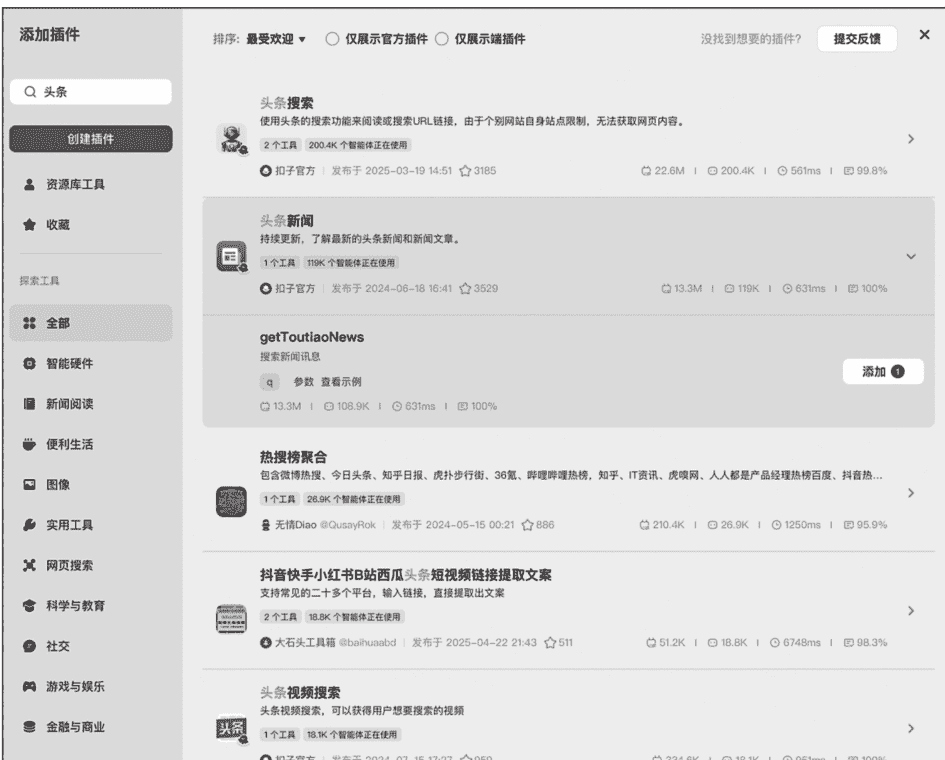 添加插件
头条
创建插件
资源库工具
收藏
探索工具
全部
智能硬件
新闻阅读
便利生活
图像
实用工具
网页搜索
科学与教育
社交
游戏与娱乐
金融与商业
排序: 最受欢迎 仅展示官方插件 仅展示端插件 没找到想要的插件? 提交反馈
头条搜索
使用头条的搜索功能来阅读或搜索URL链接，由于个别网站自身站点限制，无法获取网页内容。
2 个工具 200.4K 个智能体正在使用
扣子官方 发布于 2025-03-19 14:51 3185 22.6M 200.4K 561ms 99.8%
头条新闻
持续更新，了解最新的头条新闻和新闻文章。
1 个工具 119K 个智能体正在使用
扣子官方 发布于 2024-06-18 16:41 3529 13.3M 119K 631ms 100%
getToutiaoNews
搜索新闻讯息
q 参数 查看示例
添加 1
13.3M 108.9K 631ms 100%
热搜榜聚合
包含微博热搜、今日头条、知乎日报、虎扑步行街、36氪、哔哩哔哩热榜，知乎、IT资讯、虎嗅网、人人都是产品经理热榜百度、抖音热...
1 个工具 26.9K 个智能体正在使用
无情Diao @QusayRok 发布于 2024-05-15 00:21 886 210.4K 26.9K 1250ms 95.9%
抖音快手小红书B站西瓜头条短视频链接提取文案
支持常见的二十多个平台，输入链接，直接提取出文案
2 个工具 18.8K 个智能体正在使用
大石头工具箱 @baihuaabd 发布于 2025-04-22 21:43 511 51.2K 18.8K 6748ms 98.3%
头条视频搜索
头条视频搜索，可以获得用户想要搜索的视频
1 个工具 18.1K 个智能体正在使用
扣子官方 发布于 2024-07-15 17:27